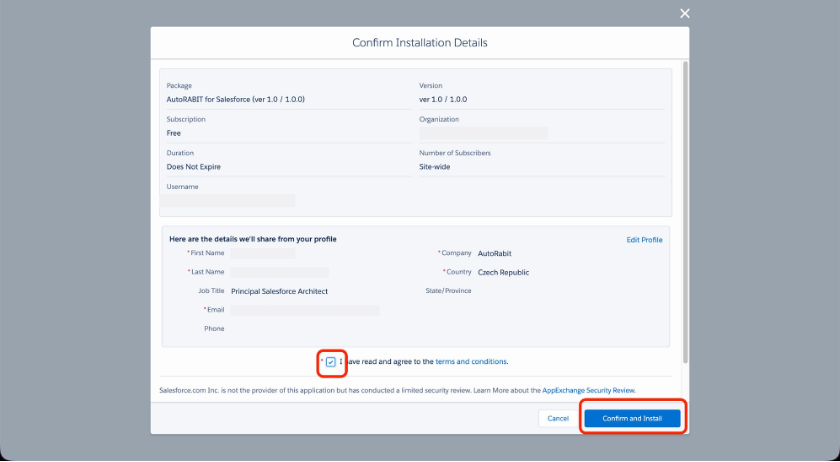 Confirm Installation Details
Package
AutoRABIT for Salesforce (ver 1.0 / 1.0.0)
Version
ver 1.0 / 1.0.0
Subscription
Free
Organization
Duration
Does Not Expire
Number of Subscribers
Site-wide
Username
Here are the details we'll share from your profile
Edit Profile
*First Name
*Company AutoRabit
*Last Name
*Country Czech Republic
Job Title Principal Salesforce Architect
State/Province
*Email
Phone
* I have read and agree to the terms and conditions.
Salesforce.com Inc. is not the provider of this application but has conducted a limited security review. Learn More about the AppExchange Security Review.
Cancel
Confirm and Install